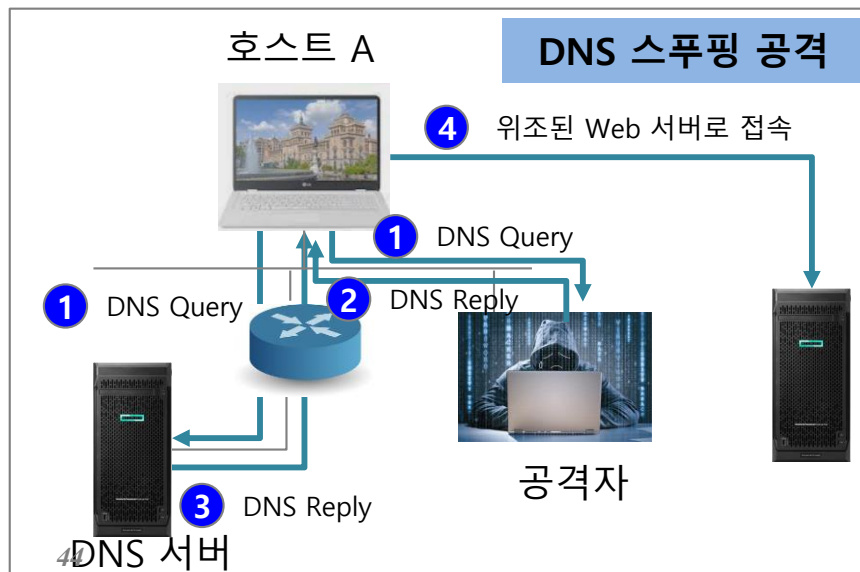 호스트 A
DNS 스푸핑 공격
4 위조된 Web 서버로 접속
1 DNS Query
1 DNS Query
2 DNS Reply
3 DNS Reply
공격자
DNS 서버
44